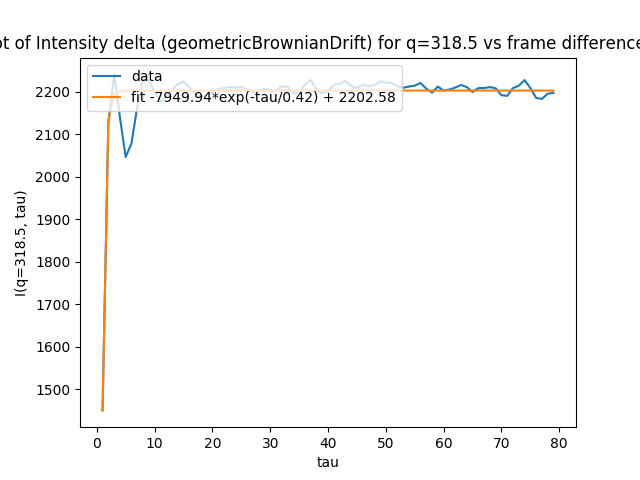 of Intensity delta (geometricBrownianDrift) for q=318.5 vs frame difference
data
fit -7949.94*exp(-tau/0.42) + 2202.58
I(q=318.5, tau)
2200
2100
2000
1900
1800
1700
1600
1500
0 10 20 30 40 50 60 70 80
tau